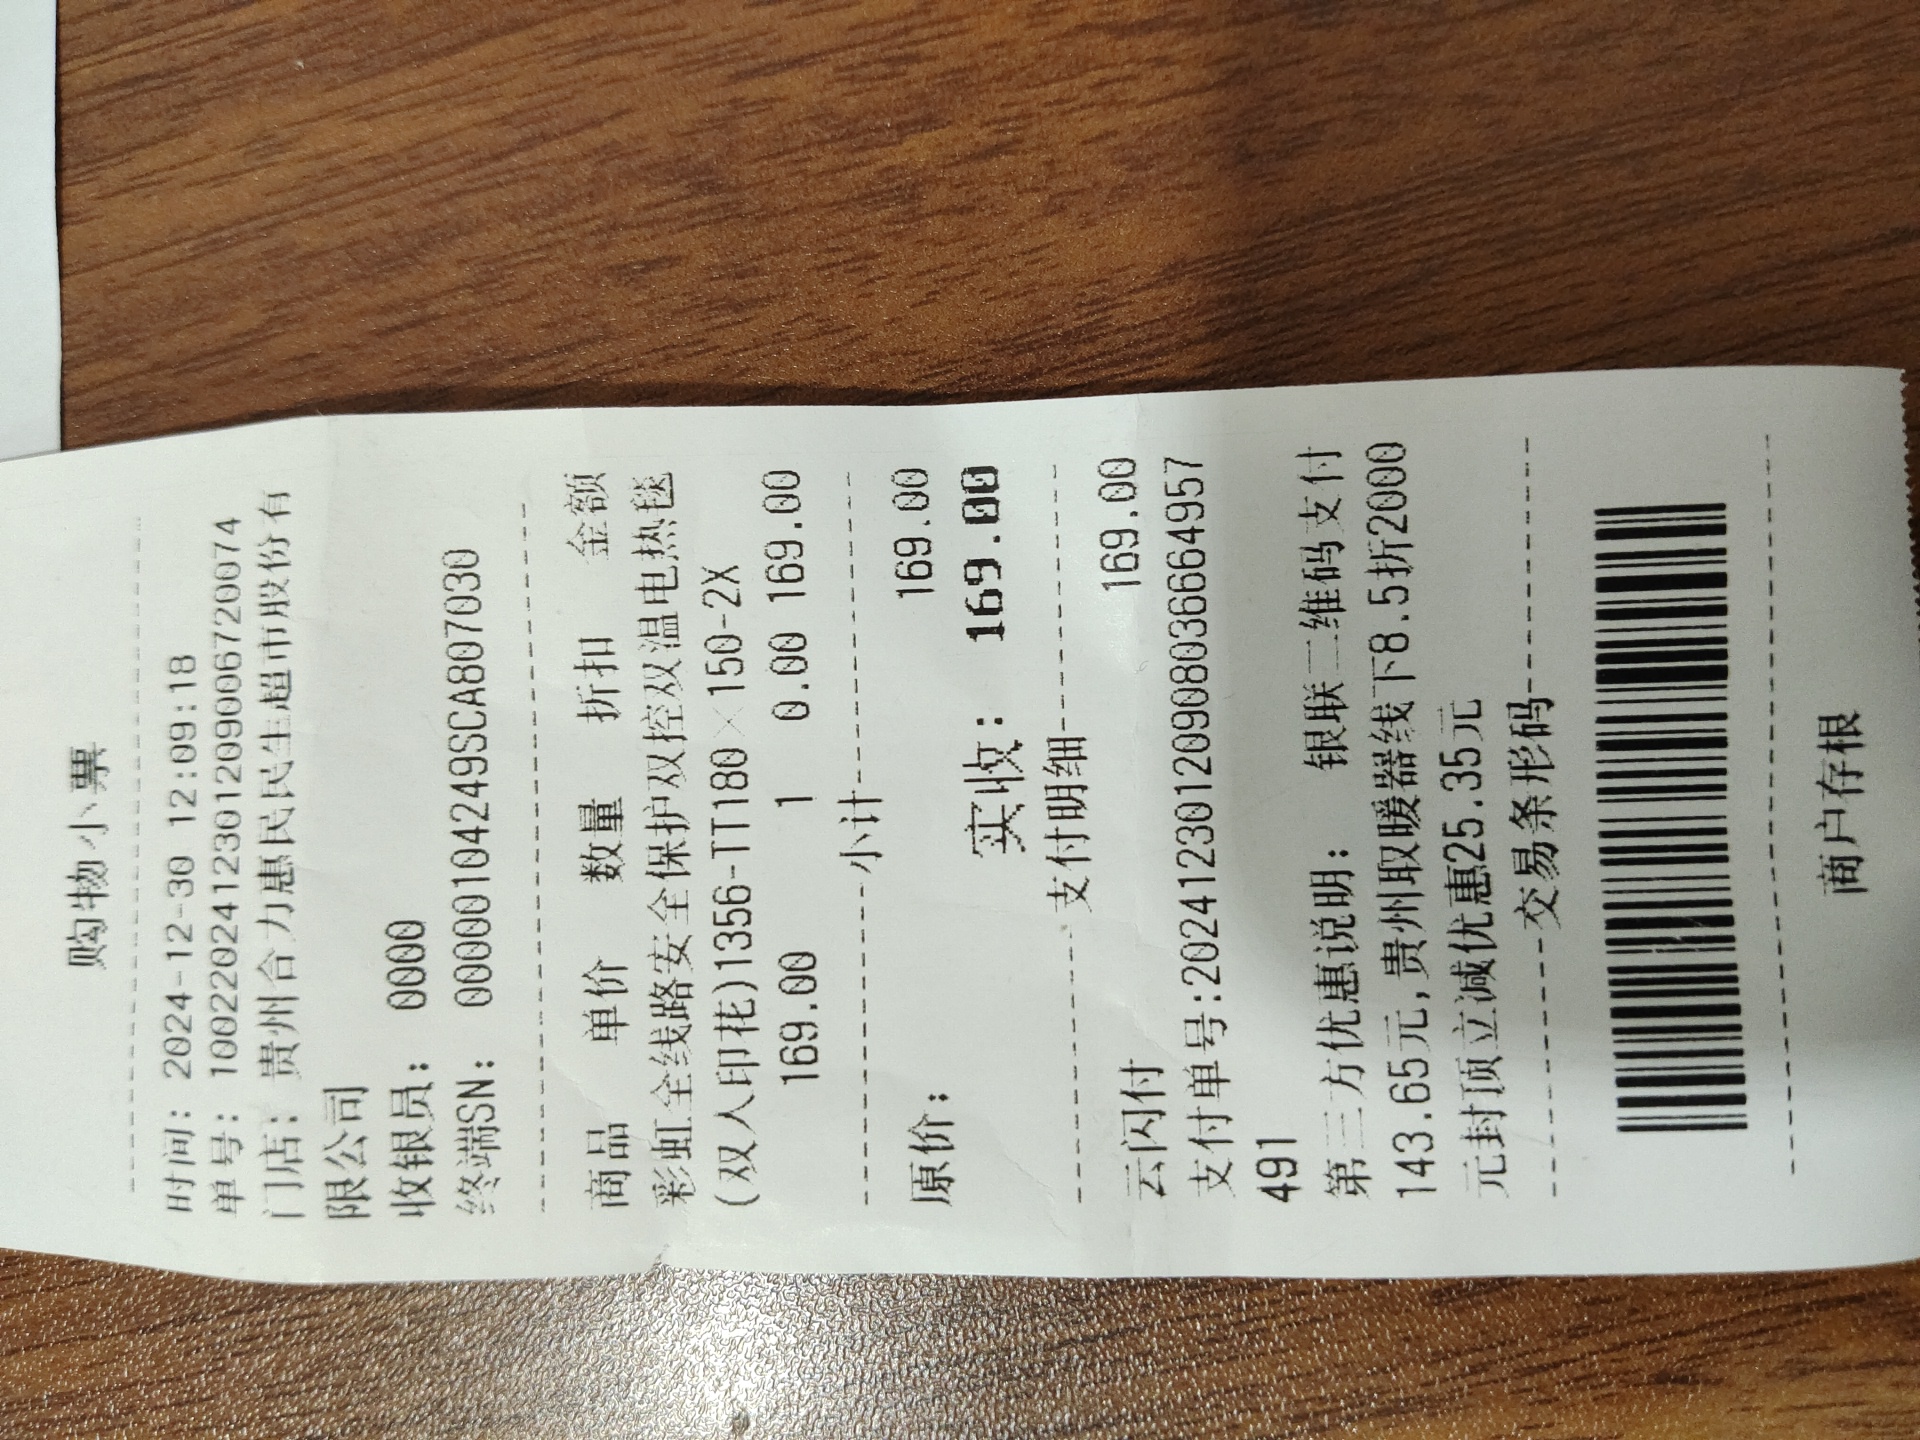 购物小票
时间: 2024-12-30 12:09:18
单号: 100220241230120900672​0074
门店: 贵州合力惠民民生超市股份有
限公司
收银员: 0000
终端SN: 00000104249SCA807030
商品 单价 数量 折扣 金额
彩虹全线路安全保护双控双温电热毯
(双人印花)1356-TT180×150-2X
169.00 1 0.00 169.00
小计
原价: 169.00
实收: 169.00
支付明细
云闪付 169.00
支付单号:2024123012090803666​4957
491
第三方优惠说明: 银联二维码支付
143.65元,贵州取暖器线下8.5折2000
元封顶立减优惠25.35元
交易条形码
商户存根